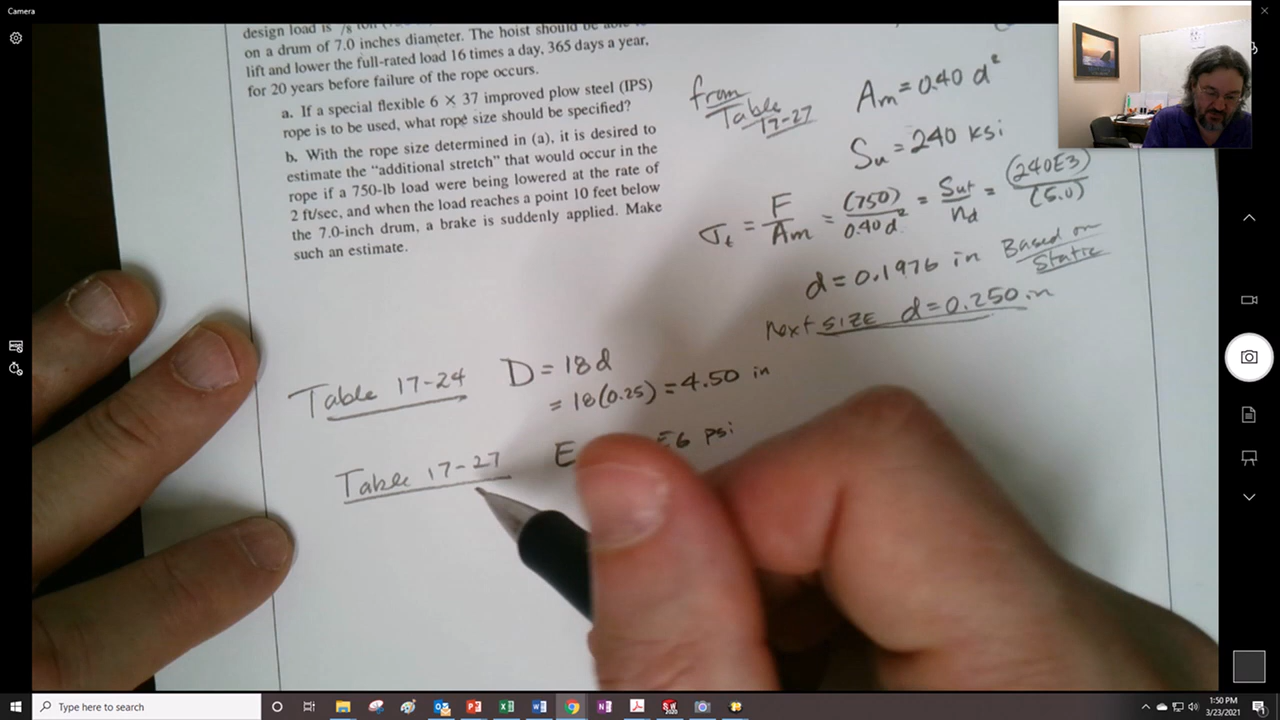 Camera
design load is
on a drum of 7.0 inches diameter. The hoist should be able to
lift and lower the full-rated load 16 times a day, 365 days a year,
for 20 years before failure of the rope occurs.
a. If a special flexible 6 × 37 improved plow steel (IPS)
rope is to be used, what rope size should be specified?
b. With the rope size determined in (a), it is desired to
estimate the "additional stretch" that would occur in the
rope if a 750-lb load were being lowered at the rate of
2 ft/sec, and when the load reaches a point 10 feet below
the 7.0-inch drum, a brake is suddenly applied. Make
such an estimate.
from
Table
17-27
Am = 0.40 d²
Su = 240 ksi
σt = F/Am = (750)/0.40d² = Sut/nd = (240E3)/(5.0)
d = 0.1976 in Based on
Static
next SIZE d = 0.250 in
Table 17-24 D = 18d
= 18(0.25) = 4.50 in
Table 17-27 E E6 psi
Type here to search
1:50 PM
3/23/2021